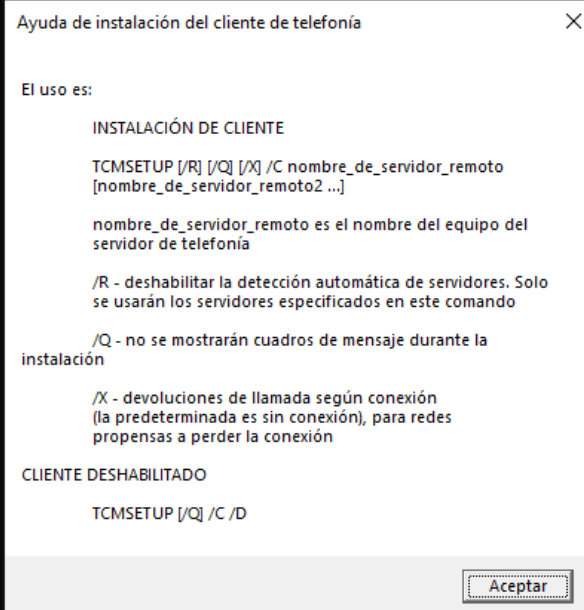 Ayuda de instalación del cliente de telefonía
El uso es:
INSTALACIÓN DE CLIENTE
TCMSETUP [/R] [/Q] [/X] /C nombre_de_servidor_remoto
[nombre_de_servidor_remoto2 ...]
nombre_de_servidor_remoto es el nombre del equipo del
servidor de telefonía
/R - deshabilitar la detección automática de servidores. Solo
se usarán los servidores especificados en este comando
/Q - no se mostrarán cuadros de mensaje durante la
instalación
/X - devoluciones de llamada según conexión
(la predeterminada es sin conexión), para redes
propensas a perder la conexión
CLIENTE DESHABILITADO
TCMSETUP [/Q] /C /D
Aceptar